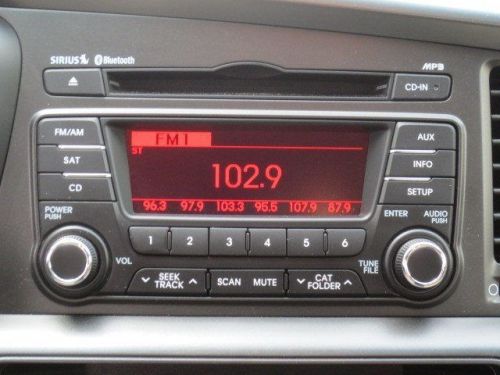 SIRIUS Bluetooth MP3
CD-IN
FM/AM FM1 AUX
ST
SAT INFO
102.9
CD SETUP
96.3 97.9 103.3 95.5 107.9 87.9
POWER PUSH ENTER AUDIO PUSH
1 2 3 4 5 6
VOL TUNE FILE
SEEK TRACK SCAN MUTE CAT FOLDER